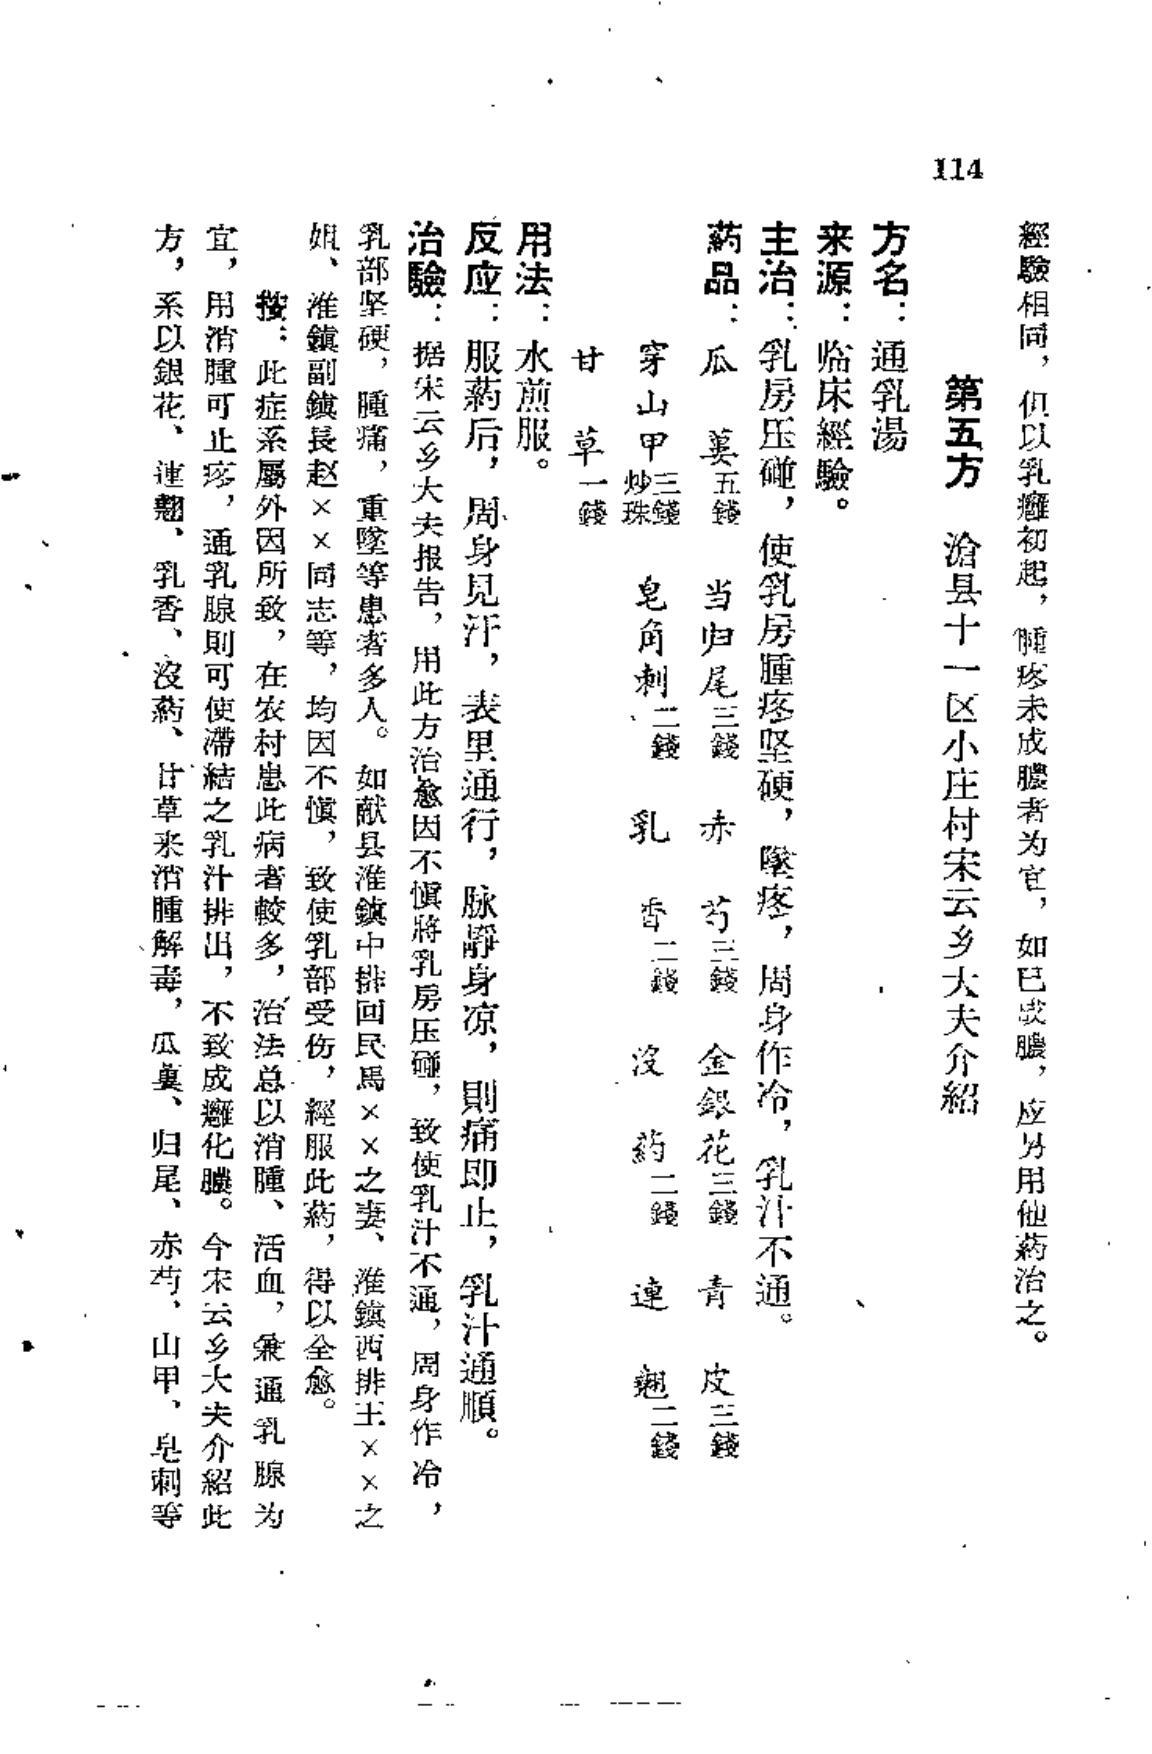 114
經驗相同，但以乳癰初起，腫疼未成膿者为宜，如已成膿，应另用他葯治之。
第五方　滄县十一区小庄村宋云乡大夫介紹
方名：通乳湯
来源：临床經驗。
主治：乳房压碰，使乳房腫疼坚硬，墜疼，周身作冷，乳汁不通。
葯品：瓜蔞五錢　当归尾三錢　赤芍三錢　金銀花三錢　青皮三錢
穿山甲三錢炒珠　皂角刺二錢　乳香二錢　沒葯二錢　連翹二錢
甘草一錢
用法：水煎服。
反应：服葯后，周身見汗，表里通行，脉靜身凉，則痛即止，乳汁通順。
治驗：据宋云乡大夫报告，用此方治愈因不愼將乳房压碰，致使乳汁不通，周身作冷，
乳部坚硬，腫痛，重墜等患者多人。如献县淮鎮中排回民馬××之妻、淮鎮西排王××之
姐、淮鎮副鎮長赵××同志等，均因不愼，致使乳部受伤，經服此葯，得以全愈。
按：此症系屬外因所致，在农村患此病者較多，治法总以消腫、活血，兼通乳腺为
宜，用消腫可止疼，通乳腺則可使滯結之乳汁排出，不致成癰化膿。今宋云乡大夫介紹此
方，系以銀花、連翹、乳香、沒葯、甘草来消腫解毒，瓜蔞、归尾、赤芍、山甲、皂刺等